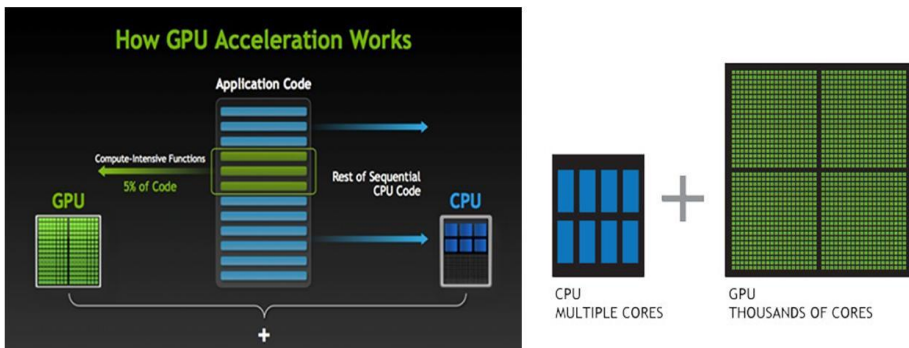 How GPU Acceleration Works
Application Code
Compute-Intensive Functions
5% of Code
Rest of Sequential
CPU Code
GPU
CPU
+
CPU
MULTIPLE CORES
GPU
THOUSANDS OF CORES